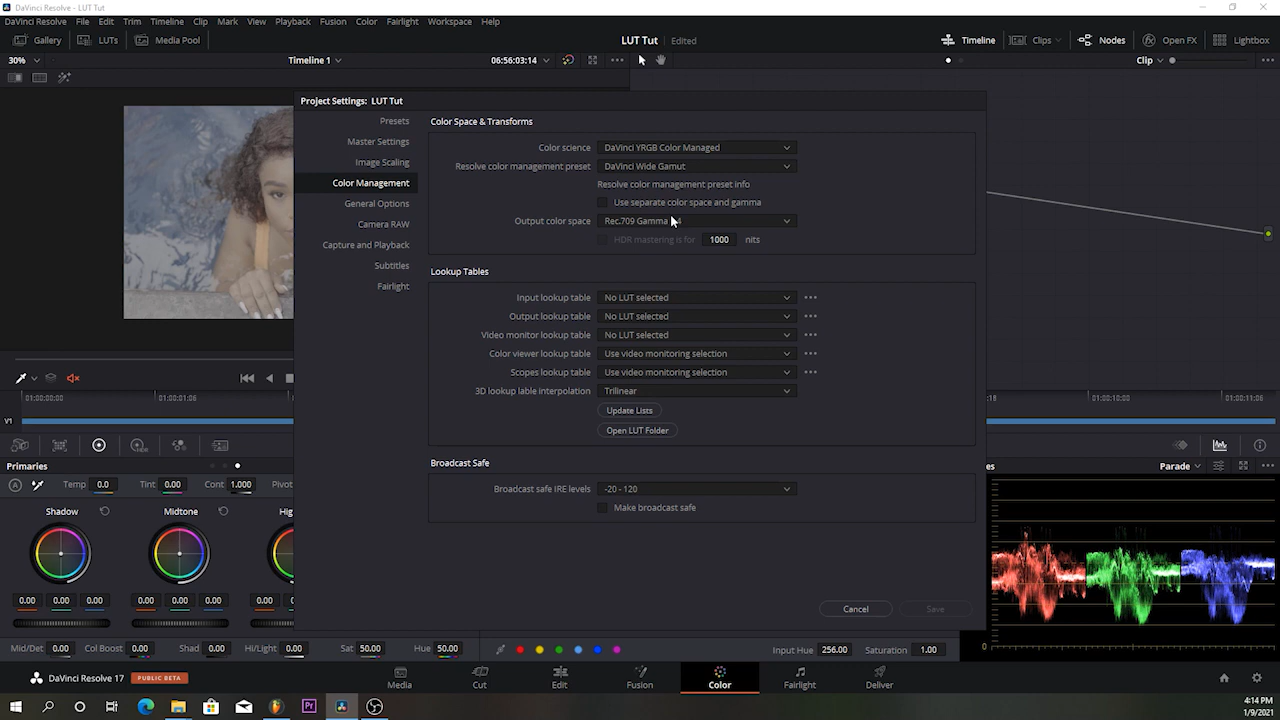 DaVinci Resolve - LUT Tut
DaVinci Resolve File Edit Trim Timeline Clip Mark View Playback Fusion Color Fairlight Workspace Help
Gallery LUTs Media Pool LUT Tut Edited Timeline Clips Nodes Open FX Lightbox
30% Timeline 1 06:56:03:14 Clip
Project Settings: LUT Tut
Presets
Master Settings
Image Scaling
Color Management
General Options
Camera RAW
Capture and Playback
Subtitles
Fairlight
Color Space & Transforms
Color science DaVinci YRGB Color Managed
Resolve color management preset DaVinci Wide Gamut
Resolve color management preset info
Use separate color space and gamma
Output color space Rec.709 Gamma 4
HDR mastering is for 1000 nits
Lookup Tables
Input lookup table No LUT selected
Output lookup table No LUT selected
Video monitor lookup table No LUT selected
Color viewer lookup table Use video monitoring selection
Scopes lookup table Use video monitoring selection
3D lookup lable interpolation Trilinear
Update Lists
Open LUT Folder
Broadcast Safe
Broadcast safe IRE levels -20 - 120
Make broadcast safe
Cancel Save
01:00:00:00 01:00:01:06 :18 01:00:10:00 01:00:11:06
V1
Primaries es Parade
A Temp 0.0 Tint 0.00 Cont 1.000 Pivot
Shadow Midtone Hig
0.00 0.00 0.00 0.00 0.00 0.00 0.00
Mid/Det 0.00 Col Boost 0.00 Shad 0.00 Hi/Light 0.00 Sat 50.00 Hue 50.00 Input Hue 256.00 Saturation 1.00
0
DaVinci Resolve 17 PUBLIC BETA Media Cut Edit Fusion Color Fairlight Deliver
4:14 PM
1/9/2021